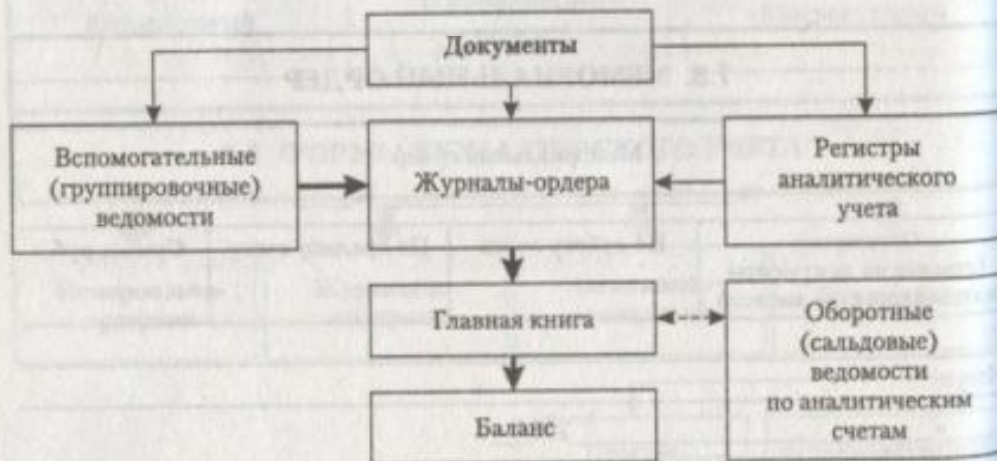 Документы
Вспомогательные
(группировочные)
ведомости
Журналы-ордера
Регистры
аналитического
учета
Главная книга
Оборотные
(сальдовые)
ведомости
по аналитическим
счетам
Баланс